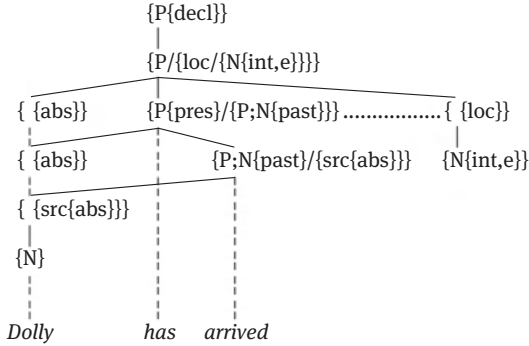 {P{decl}}
{P/{loc/{N{int,e}}}}
{ {abs}} {P{pres}/{P;N{past}}} .................. { {loc}}
{ {abs}} {P;N{past}/{src{abs}}} {N{int,e}}
{ {src{abs}}}
{N}
Dolly has arrived